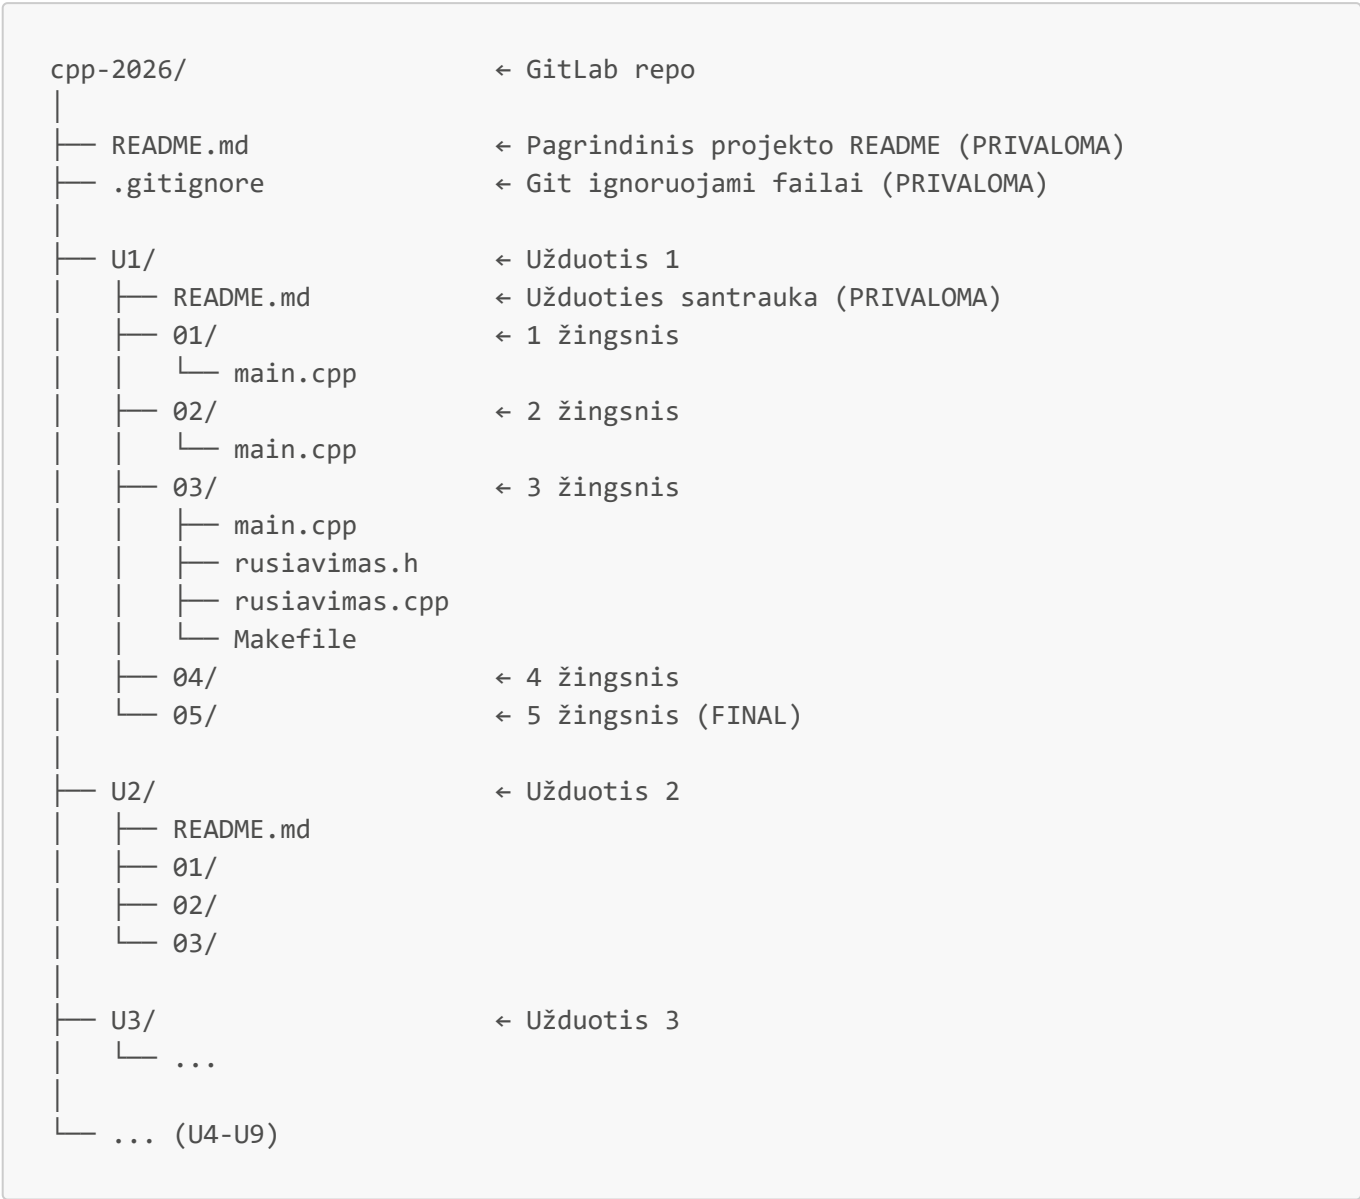 cpp-2026/ ← GitLab repo
│
├── README.md ← Pagrindinis projekto README (PRIVALOMA)
├── .gitignore ← Git ignoruojami failai (PRIVALOMA)
│
├── U1/ ← Užduotis 1
│   ├── README.md ← Užduoties santrauka (PRIVALOMA)
│   ├── 01/ ← 1 žingsnis
│   │   └── main.cpp
│   ├── 02/ ← 2 žingsnis
│   │   └── main.cpp
│   ├── 03/ ← 3 žingsnis
│   │   ├── main.cpp
│   │   ├── rusiavimas.h
│   │   ├── rusiavimas.cpp
│   │   └── Makefile
│   ├── 04/ ← 4 žingsnis
│   └── 05/ ← 5 žingsnis (FINAL)
│
├── U2/ ← Užduotis 2
│   ├── README.md
│   ├── 01/
│   ├── 02/
│   └── 03/
│
├── U3/ ← Užduotis 3
│   └── ...
│
└── ... (U4-U9)